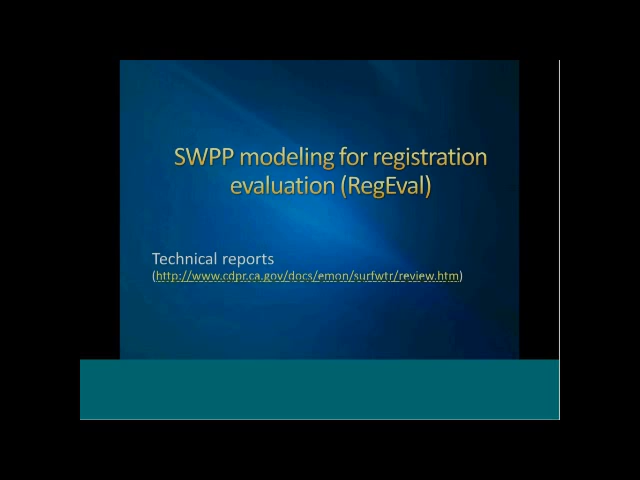 SWPP modeling for registration
evaluation (RegEval)
Technical reports
(http://www.cdpr.ca.gov/docs/emon/surfwtr/review.htm)